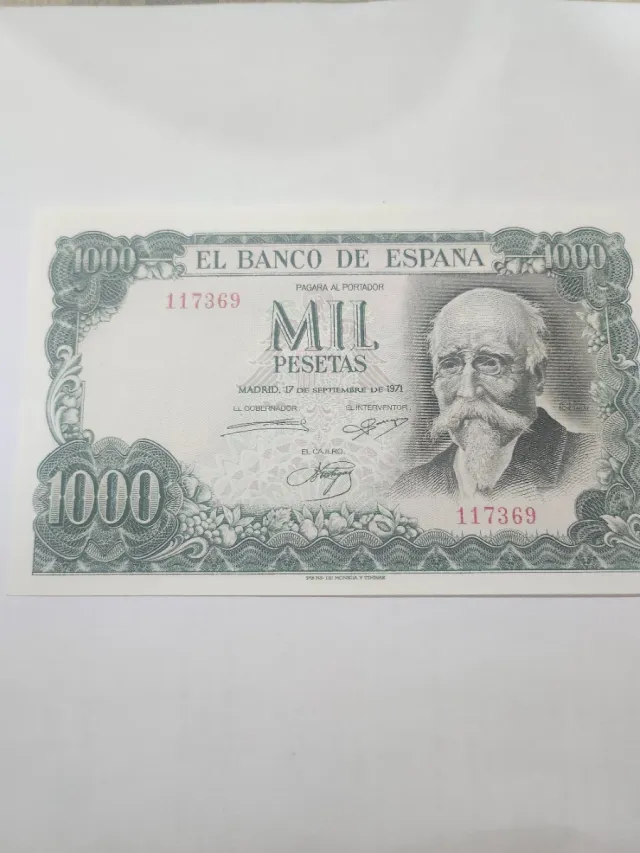 1000 EL BANCO DE ESPAÑA 1000
PAGARA AL PORTADOR
117369
MIL
PESETAS
MADRID, 17 DE SEPTIEMBRE DE 1971
EL GOBERNADOR EL INTERVENTOR
EL CAJERO.
1000
117369